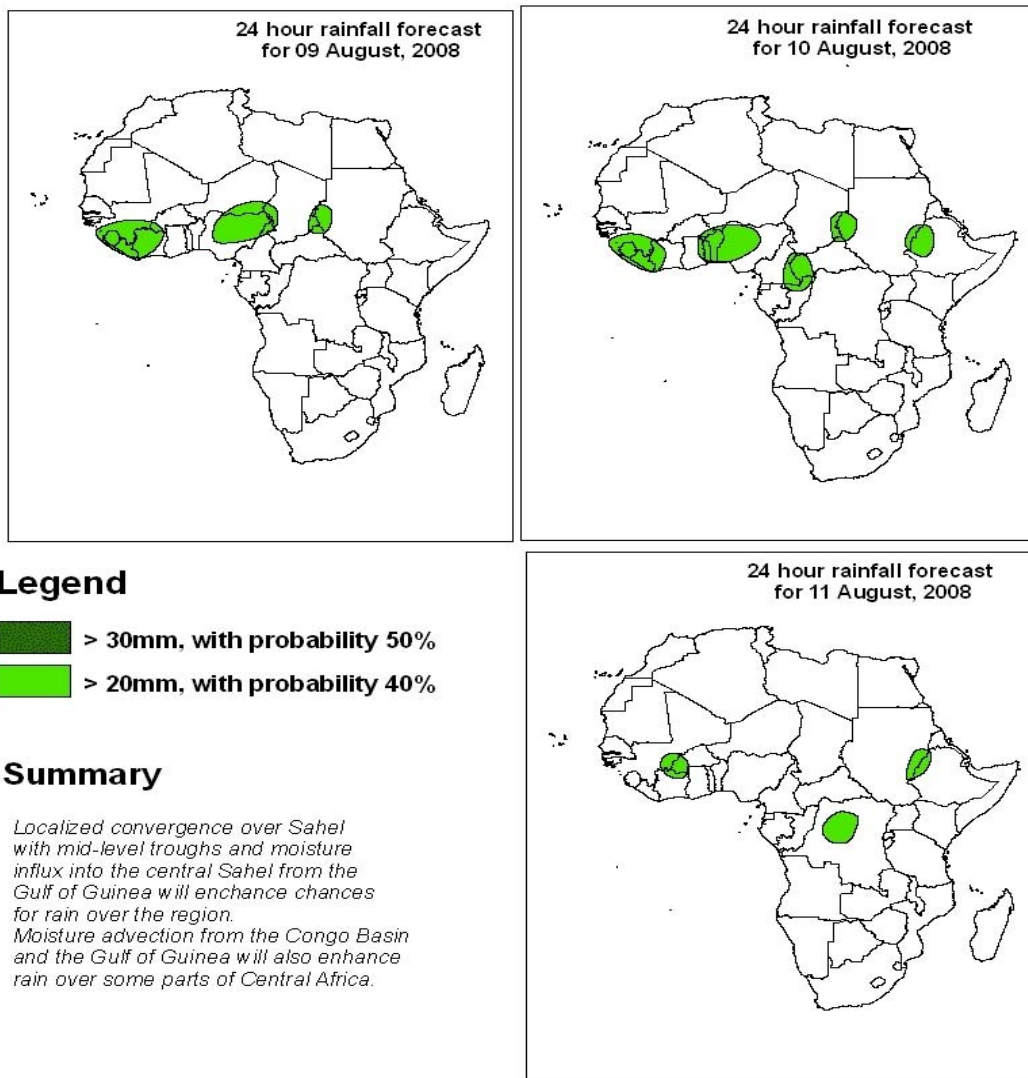 24 hour rainfall forecast
for 09 August, 2008
24 hour rainfall forecast
for 10 August, 2008
Legend
> 30mm, with probability 50%
> 20mm, with probability 40%
Summary
Localized convergence over Sahel
with mid-level troughs and moisture
influx into the central Sahel from the
Gulf of Guinea will enchance chances
for rain over the region.
Moisture advection from the Congo Basin
and the Gulf of Guinea will also enhance
rain over some parts of Central Africa.
24 hour rainfall forecast
for 11 August, 2008